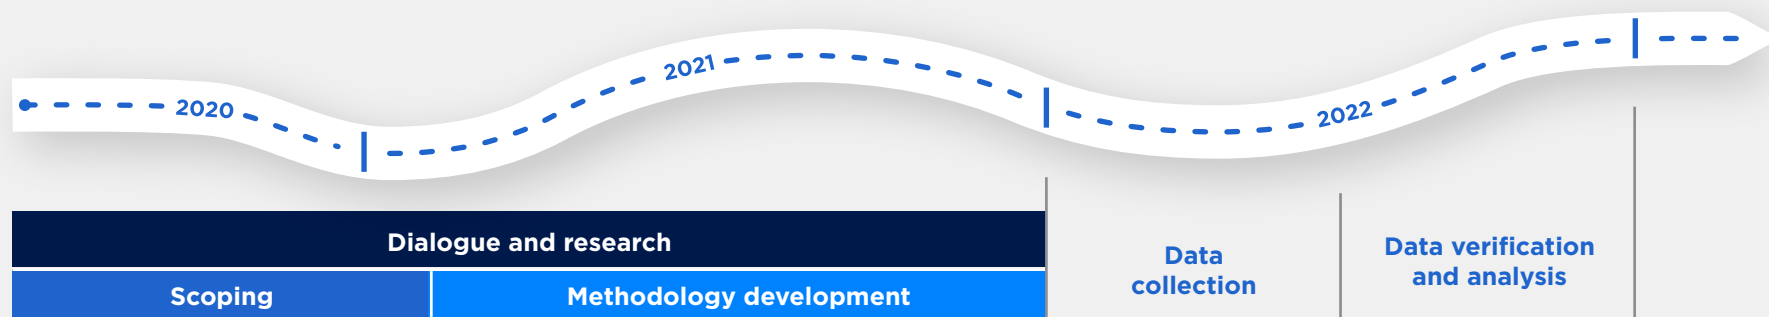 2020
2021
2022
Dialogue and research
Scoping
Methodology development
Data
collection
Data verification
and analysis